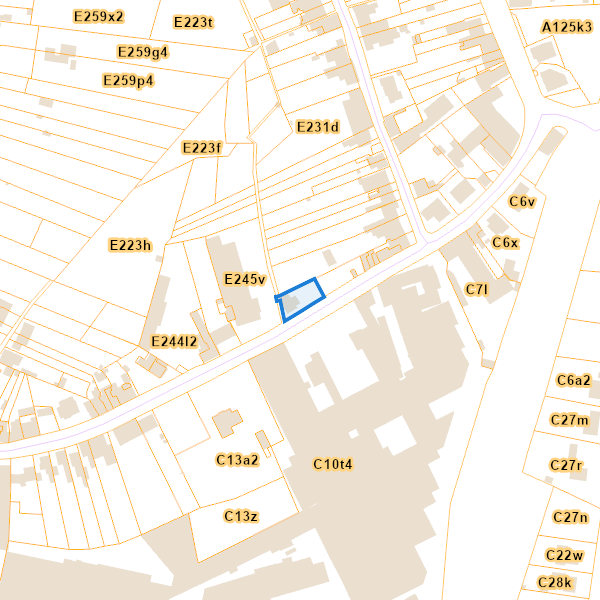 E259x2
E223t
A125k3
E259g4
E259p4
E231d
E223f
C6v
E223h
C6x
E245v
C7l
E244l2
C6a2
C27m
C13a2
C10t4
C27r
C13z
C27n
C22w
C28k